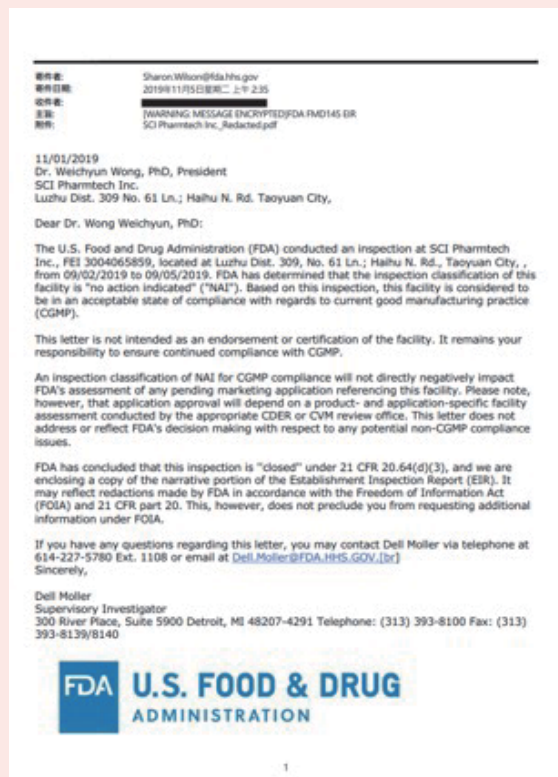 寄件者: Sharon.Wilson@fda.hhs.gov
寄件日期: 2019年11月5日星期二 上午 2:35
收件者:
主旨: [WARNING: MESSAGE ENCRYPTED]FDA FMD145 EIR
附件: SCI Pharmtech Inc._Redacted.pdf
11/01/2019
Dr. Weichyun Wong, PhD, President
SCI Pharmtech Inc.
Luzhu Dist. 309 No. 61 Ln.; Haihu N. Rd. Taoyuan City,
Dear Dr. Wong Weichyun, PhD:
The U.S. Food and Drug Administration (FDA) conducted an inspection at SCI Pharmtech
Inc., FEI 3004065859, located at Luzhu Dist. 309, No. 61 Ln.; Haihu N. Rd., Taoyuan City, ,
from 09/02/2019 to 09/05/2019. FDA has determined that the inspection classification of this
facility is "no action indicated" ("NAI"). Based on this inspection, this facility is considered to
be in an acceptable state of compliance with regards to current good manufacturing practice
(CGMP).
This letter is not intended as an endorsement or certification of the facility. It remains your
responsibility to ensure continued compliance with CGMP.
An inspection classification of NAI for CGMP compliance will not directly negatively impact
FDA's assessment of any pending marketing application referencing this facility. Please note,
however, that application approval will depend on a product- and application-specific facility
assessment conducted by the appropriate CDER or CVM review office. This letter does not
address or reflect FDA's decision making with respect to any potential non-CGMP compliance
issues.
FDA has concluded that this inspection is "closed" under 21 CFR 20.64(d)(3), and we are
enclosing a copy of the narrative portion of the Establishment Inspection Report (EIR). It
may reflect redactions made by FDA in accordance with the Freedom of Information Act
(FOIA) and 21 CFR part 20. This, however, does not preclude you from requesting additional
information under FOIA.
If you have any questions regarding this letter, you may contact Dell Moller via telephone at
614-227-5780 Ext. 1108 or email at Dell.Moller@FDA.HHS.GOV.[br]
Sincerely,
Dell Moller
Supervisory Investigator
300 River Place, Suite 5900 Detroit, MI 48207-4291 Telephone: (313) 393-8100 Fax: (313)
393-8139/8140
FDA U.S. FOOD & DRUG
ADMINISTRATION
1